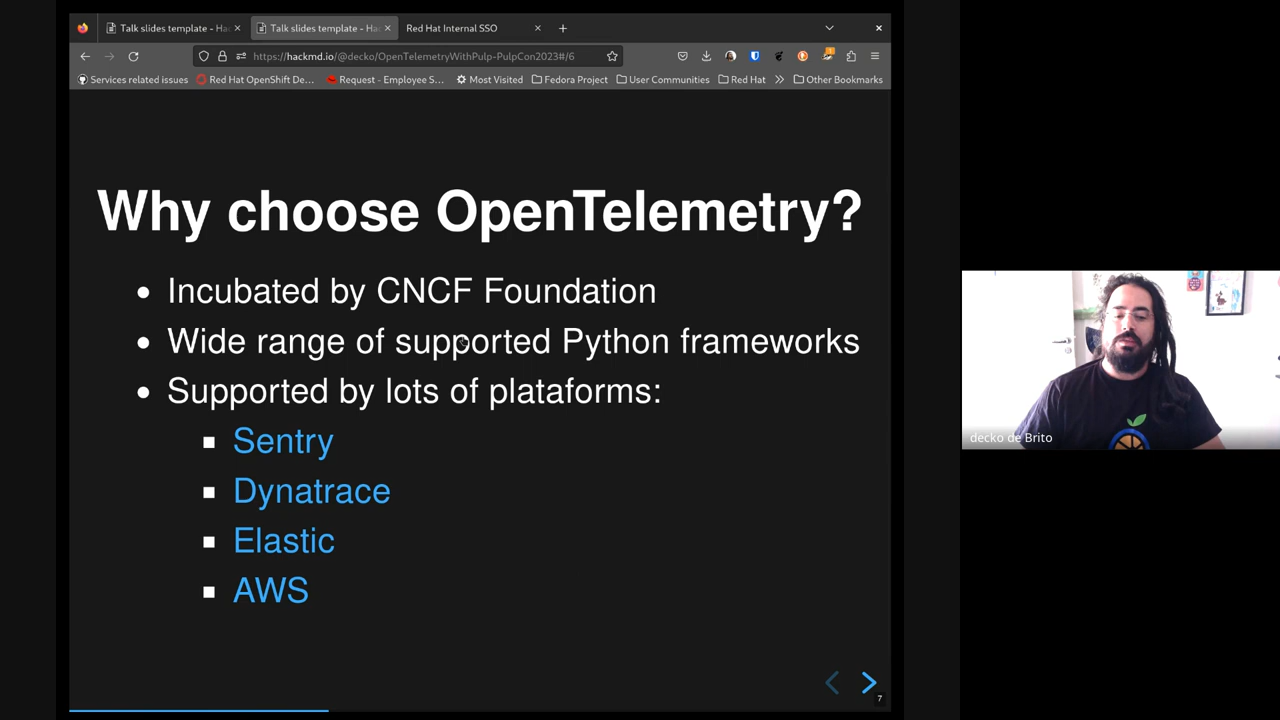 Talk slides template - Ha
Talk slides template - Ha
Red Hat Internal SSO
https://hackmd.io/@decko/OpenTelemetryWithPulp-PulpCon2023#/6
Services related issues
Red Hat OpenShift De...
Request - Employee S...
Most Visited
Fedora Project
User Communities
Red Hat
Other Bookmarks
Why choose OpenTelemetry?
Incubated by CNCF Foundation
Wide range of supported Python frameworks
Supported by lots of plataforms:
Sentry
Dynatrace
Elastic
AWS
7
decko de Brito